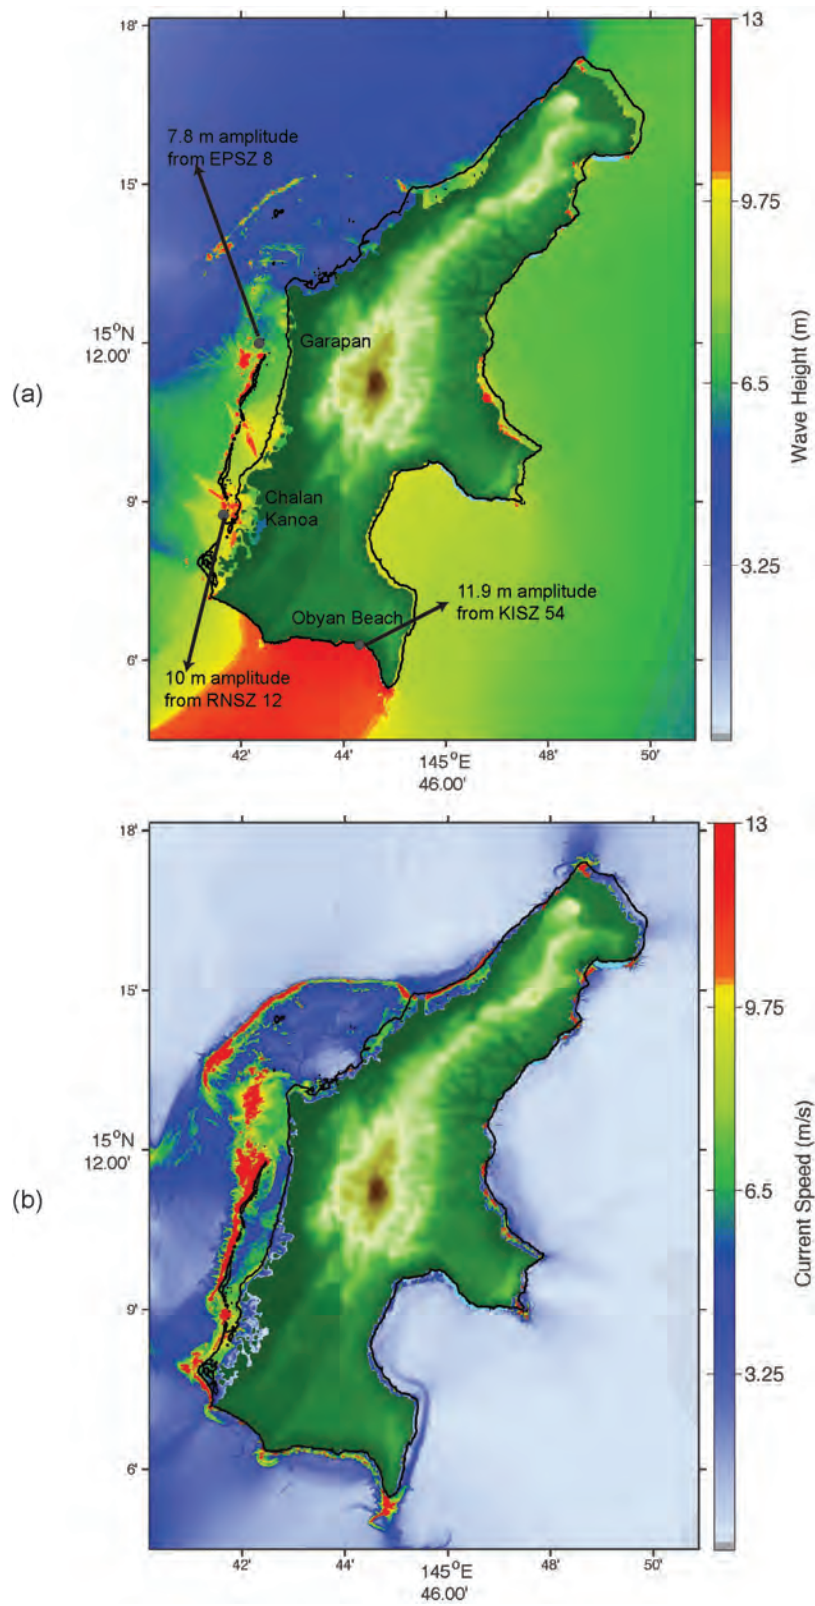 18'
13
7.8 m amplitude
from EPSZ 8
15'
9.75
15°N
12.00'
Garapan
6.5
Wave Height (m)
(a)
9'
Chalan
Kanoa
3.25
11.9 m amplitude
from KISZ 54
Obyan Beach
6'
10 m amplitude
from RNSZ 12
42'
44'
145°E
46.00'
48'
50'
18'
13
15'
9.75
15°N
12.00'
6.5
Current Speed (m/s)
(b)
9'
3.25
6'
42'
44'
145°E
46.00'
48'
50'